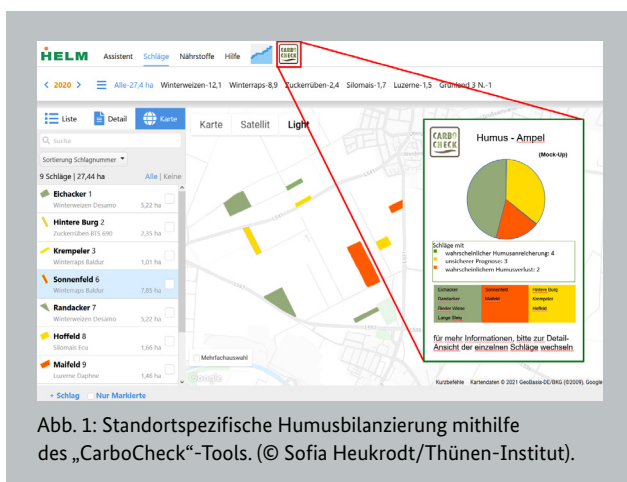 HELM Assistent Schläge Nährstoffe Hilfe CARBO CHECK
< 2020 > Alle-27,4 ha Winterweizen-12,1 Winterraps-8,9 Zuckerrüben-2,4 Silomais-1,7 Luzerne-1,5 Grünland 3 N.-1
Liste Detail Karte
Suche
Sortierung Schlagnummer
9 Schläge | 27,44 ha Alle | Keine
Eichacker 1
Winterweizen Desamo 5,22 ha
Hintere Burg 2
Zuckerrüben BTS 690 2,35 ha
Krempeler 3
Winterraps Baldur 1,01 ha
Sonnenfeld 6
Winterraps Baldur 7,85 ha
Randacker 7
Winterweizen Desamo 5,22 ha
Hoffeld 8
Silomais Ecu 1,66 ha
Maifeld 9
Luzerne Daphne 1,46 ha
+ Schlag Nur Markierte
Karte Satellit Light
Mehrfachauswahl
Google
CARBO CHECK
Humus - Ampel
(Mock-Up)
Schläge mit
wahrscheinlicher Humusanreicherung: 4
unsicherer Prognose: 3
wahrscheinlichem Humusverlust: 2
Eichacker Sonnenfeld Hintere Burg
Randacker Maifeld Krempeler
Hoffeld
Lange Steig
für mehr Informationen, bitte zur Detail-
Ansicht der einzelnen Schläge wechseln
Kurzbefehle Kartendaten © 2021 GeoBasis-DE/BKG (©2009), Google
Abb. 1: Standortspezifische Humusbilanzierung mithilfe
des „CarboCheck“-Tools. (© Sofia Heukrodt/Thünen-Institut).